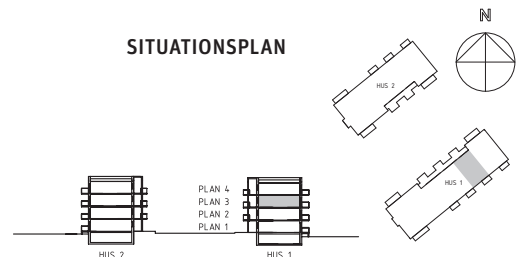 SITUATIONSPLAN
N
HUS 2
HUS 1
PLAN 4
PLAN 3
PLAN 2
PLAN 1
HUS 2
HUS 1